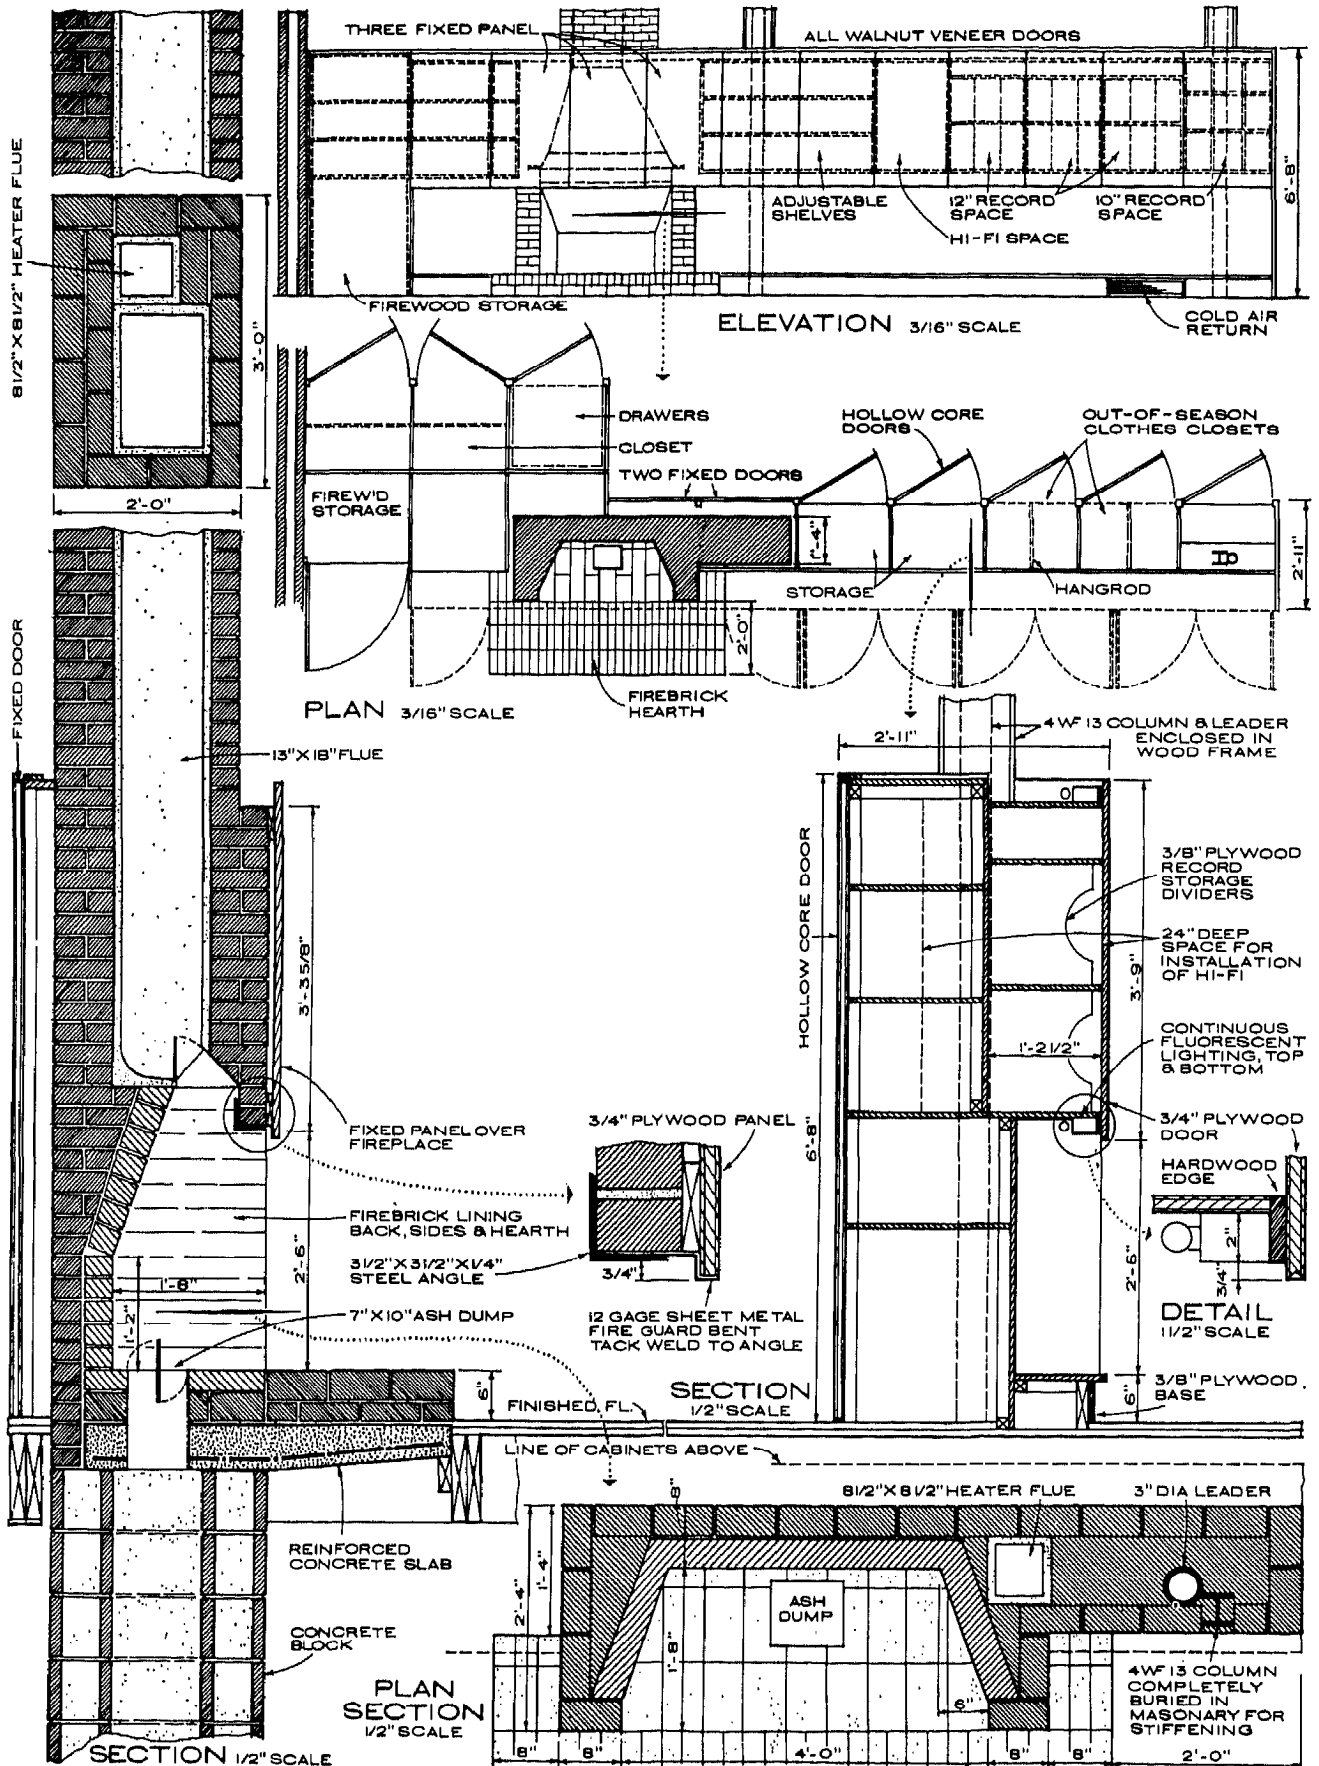 THREE FIXED PANEL
ALL WALNUT VENEER DOORS
8 1/2" X 8 1/2" HEATER FLUE
6'-8"
ADJUSTABLE
SHELVES
12" RECORD
SPACE
10" RECORD
SPACE
HI-FI SPACE
FIREWOOD STORAGE
ELEVATION 3/16" SCALE
COLD AIR
RETURN
3'-0"
2'-0"
DRAWERS
CLOSET
TWO FIXED DOORS
HOLLOW CORE
DOORS
OUT-OF-SEASON
CLOTHES CLOSETS
FIREW'D
STORAGE
1'-4"
STORAGE
HANGROD
2'-11"
2'-0"
FIREBRICK
HEARTH
PLAN 3/16" SCALE
FIXED DOOR
13" X 18" FLUE
3'-3 5/8"
FIXED PANEL OVER
FIREPLACE
FIREBRICK LINING
BACK, SIDES & HEARTH
3 1/2" X 3 1/2" X 1/4"
STEEL ANGLE
7" X 10" ASH DUMP
1'-8"
1'-2"
2'-6"
6"
3/4" PLYWOOD PANEL
3/4"
12 GAGE SHEET METAL
FIRE GUARD BENT
TACK WELD TO ANGLE
2'-11"
4 WF 13 COLUMN & LEADER
ENCLOSED IN
WOOD FRAME
HOLLOW CORE DOOR
6'-8"
3/8" PLYWOOD
RECORD
STORAGE
DIVIDERS
24" DEEP
SPACE FOR
INSTALLATION
OF HI-FI
3'-9"
1'-2 1/2"
CONTINUOUS
FLUORESCENT
LIGHTING, TOP
& BOTTOM
3/4" PLYWOOD
DOOR
HARDWOOD
EDGE
2"
3/4"
2'-6"
DETAIL
1 1/2" SCALE
3/8" PLYWOOD
BASE
6"
SECTION
1/2" SCALE
FINISHED FL.
LINE OF CABINETS ABOVE
REINFORCED
CONCRETE SLAB
CONCRETE
BLOCK
SECTION 1/2" SCALE
8 1/2" X 8 1/2" HEATER FLUE
3" DIA LEADER
8"
2'-4"
1'-4"
ASH
DUMP
1'-8"
6"
4 WF 13 COLUMN
COMPLETELY
BURIED IN
MASONARY FOR
STIFFENING
PLAN
SECTION
1/2" SCALE
8"
8"
4'-0"
8"
8"
2'-0"